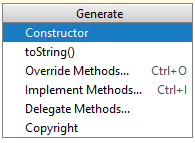 Generate
Constructor
toString()
Override Methods... Ctrl+O
Implement Methods... Ctrl+I
Delegate Methods...
Copyright